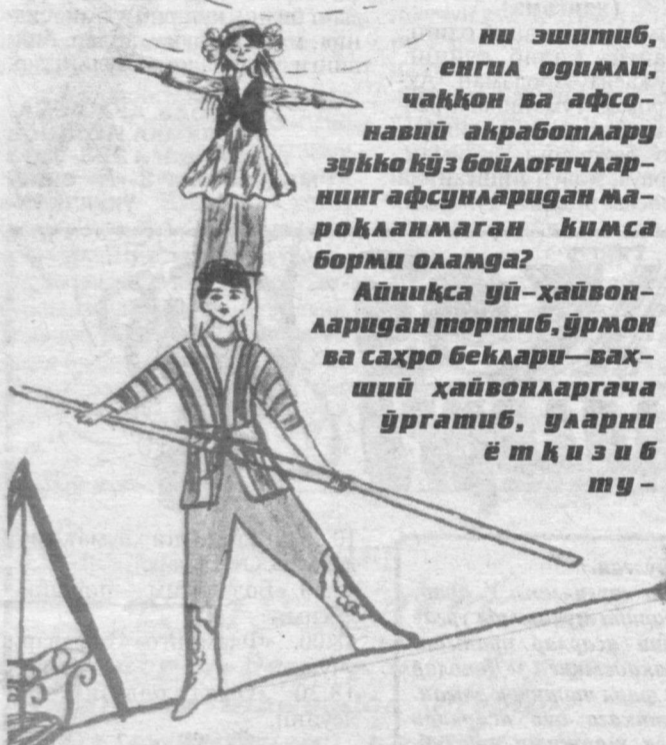 ни эшитиб,
енгил одимли,
чаққон ва афсо-
навий акработлару
зукко кўз бойлоғичлар-
нинг афсунларидан ма-
роқланмаган кимса
борми оламда?
Айниқса уй-ҳайвон-
ларидан тортиб, ўрмон
ва саҳро беклари—ваҳ-
ший ҳайвонларгача
ўргатиб, уларни
ётқизиб
ту-